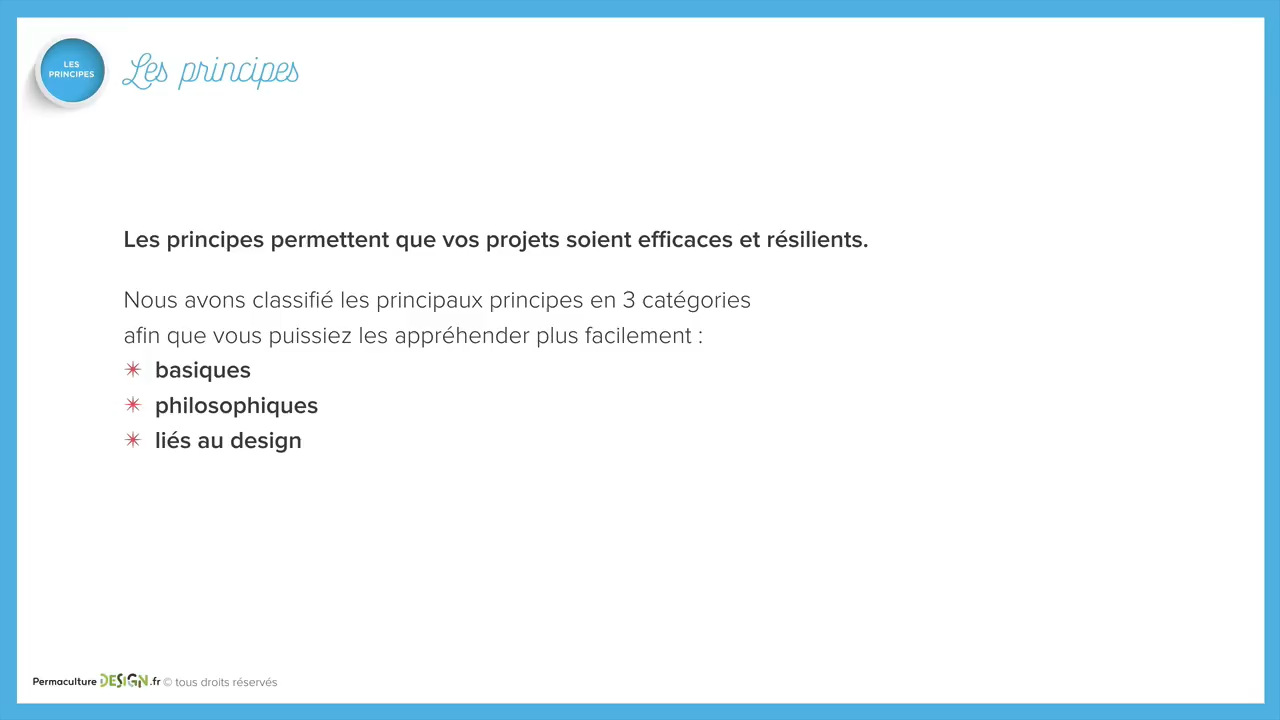 LES
PRINCIPES
Les principes
Les principes permettent que vos projets soient efficaces et résilients.
Nous avons classifié les principaux principes en 3 catégories
afin que vous puissiez les appréhender plus facilement :
basiques
philosophiques
liés au design
Permaculture DESIGN.fr © tous droits réservés